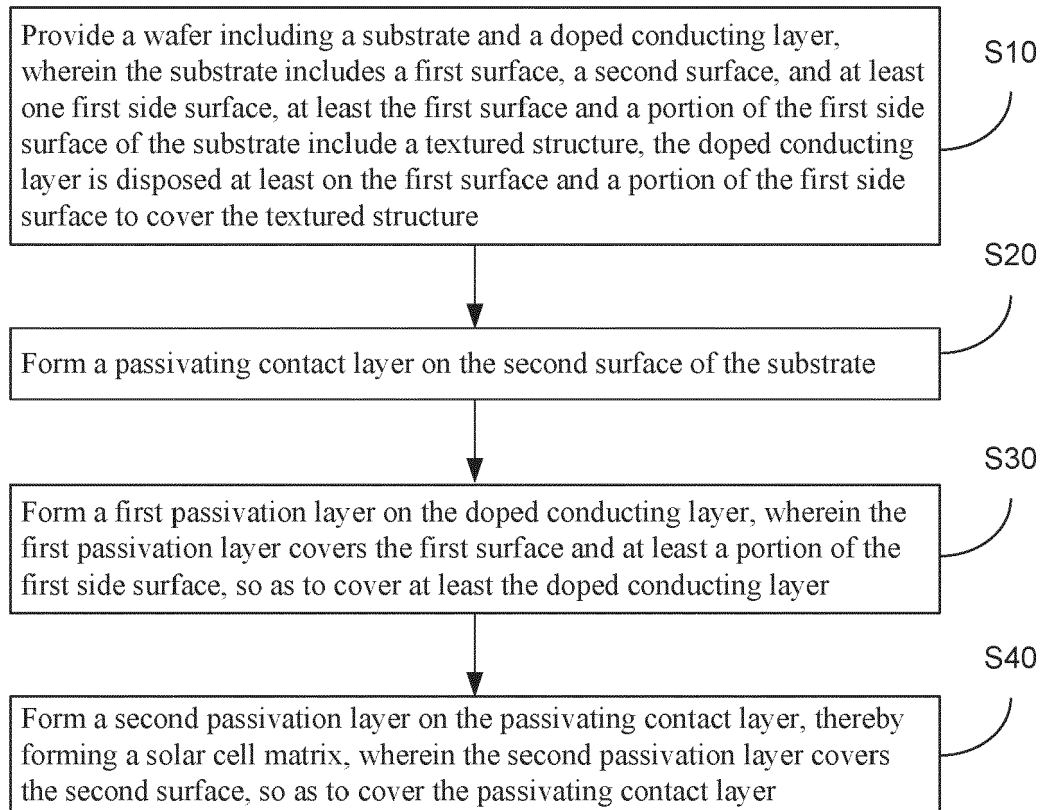 Provide a wafer including a substrate and a doped conducting layer,
wherein the substrate includes a first surface, a second surface, and at least
one first side surface, at least the first surface and a portion of the first side
surface of the substrate include a textured structure, the doped conducting
layer is disposed at least on the first surface and a portion of the first side
surface to cover the textured structure
S10
S20
Form a passivating contact layer on the second surface of the substrate
S30
Form a first passivation layer on the doped conducting layer, wherein the
first passivation layer covers the first surface and at least a portion of the
first side surface, so as to cover at least the doped conducting layer
S40
Form a second passivation layer on the passivating contact layer, thereby
forming a solar cell matrix, wherein the second passivation layer covers
the second surface, so as to cover the passivating contact layer